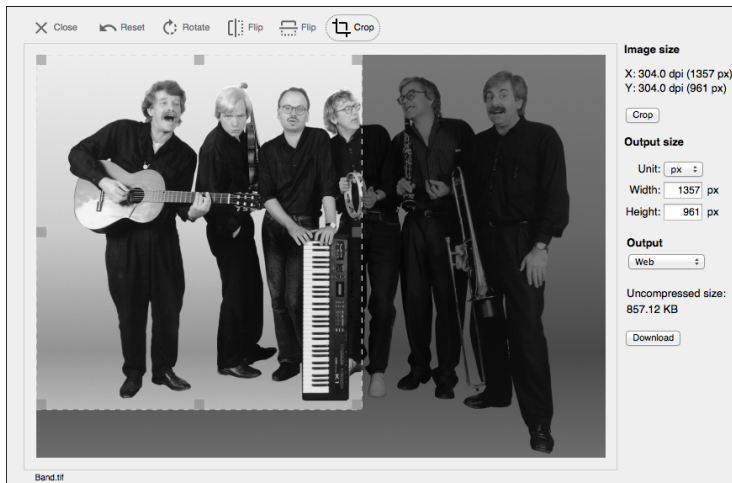 Close Reset Rotate Flip Flip Crop
Image size
X: 304.0 dpi (1357 px)
Y: 304.0 dpi (961 px)
Crop
Output size
Unit: px
Width: 1357 px
Height: 961 px
Output
Web
Uncompressed size:
857.12 KB
Download
Band.tif